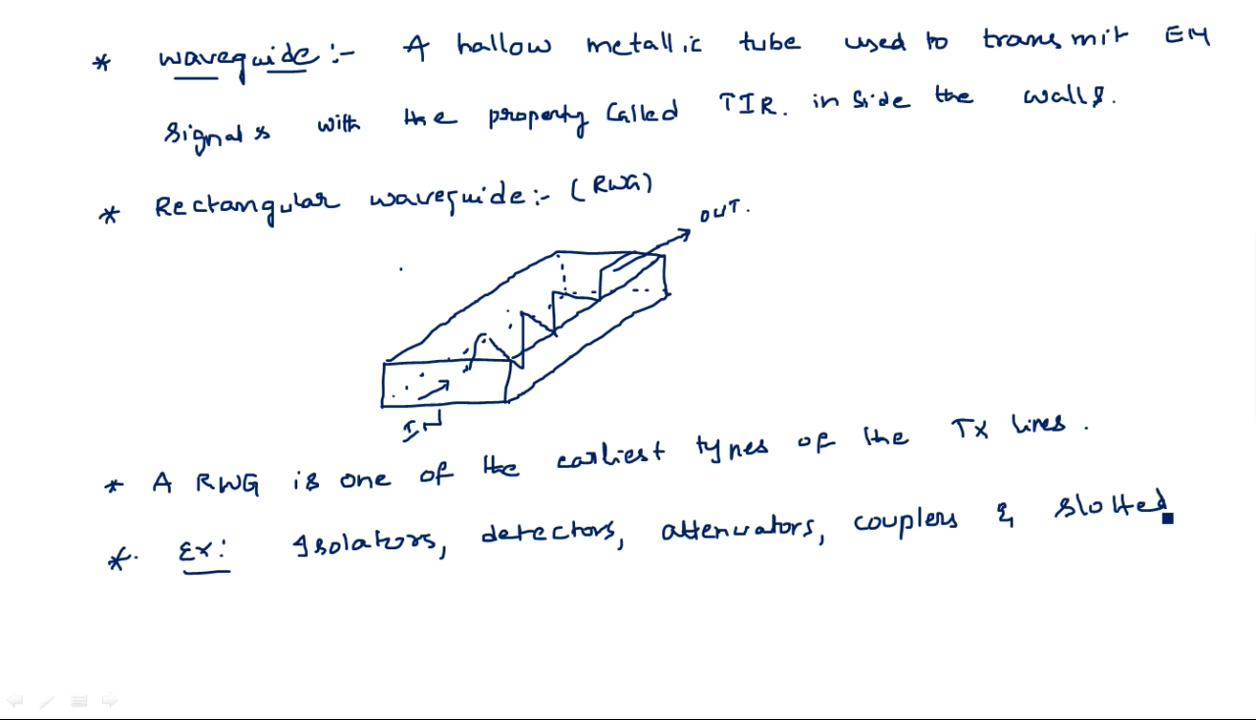 * waveguide :- A hallow metallic tube used to transmit EM
signals with the property called TIR. inside the walls.
* Rectangular waveguide :- (RWG)
OUT.
IN
* A RWG is one of the earliest types of the TX lines.
*. Ex: Isolators, detectors, attenuators, couplers & slotted